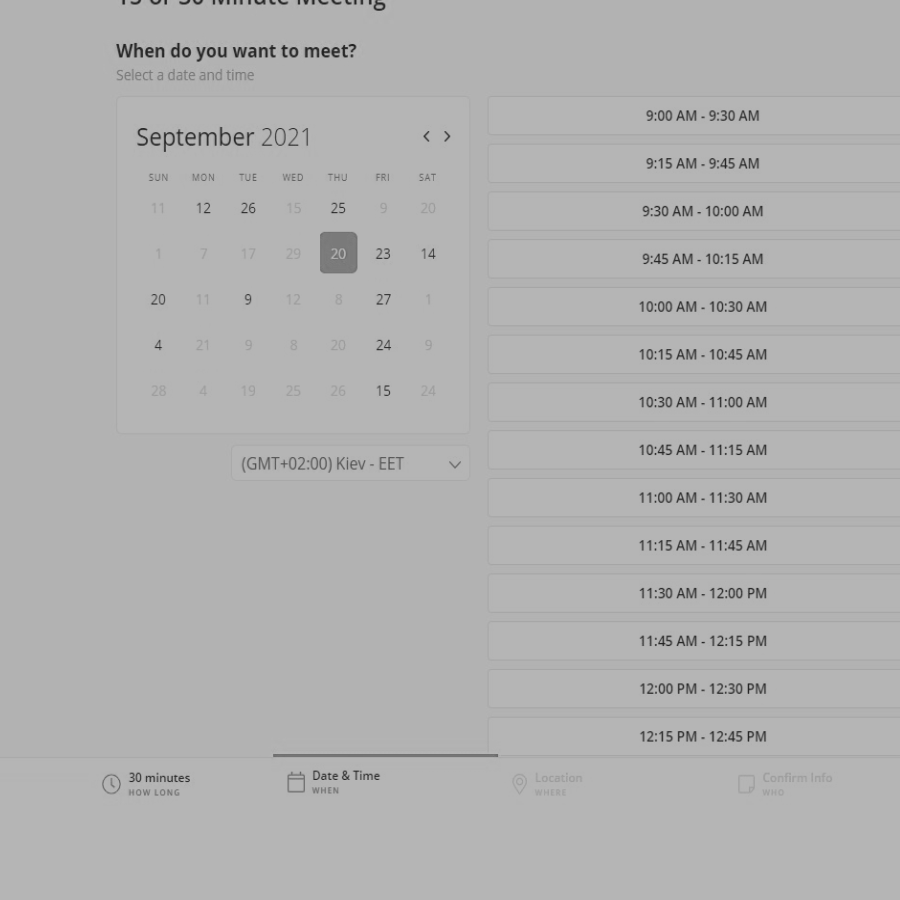 15 or 30 Minute Meeting
When do you want to meet?
Select a date and time
September 2021
SUN MON TUE WED THU FRI SAT
11 12 26 15 25 9 20
1 7 17 29 20 23 14
20 11 9 12 8 27 1
4 21 9 8 20 24 9
28 4 19 25 26 15 24
(GMT+02:00) Kiev - EET
9:00 AM - 9:30 AM
9:15 AM - 9:45 AM
9:30 AM - 10:00 AM
9:45 AM - 10:15 AM
10:00 AM - 10:30 AM
10:15 AM - 10:45 AM
10:30 AM - 11:00 AM
10:45 AM - 11:15 AM
11:00 AM - 11:30 AM
11:15 AM - 11:45 AM
11:30 AM - 12:00 PM
11:45 AM - 12:15 PM
12:00 PM - 12:30 PM
12:15 PM - 12:45 PM
30 minutes
HOW LONG
Date & Time
WHEN
Location
WHERE
Confirm Info
WHO